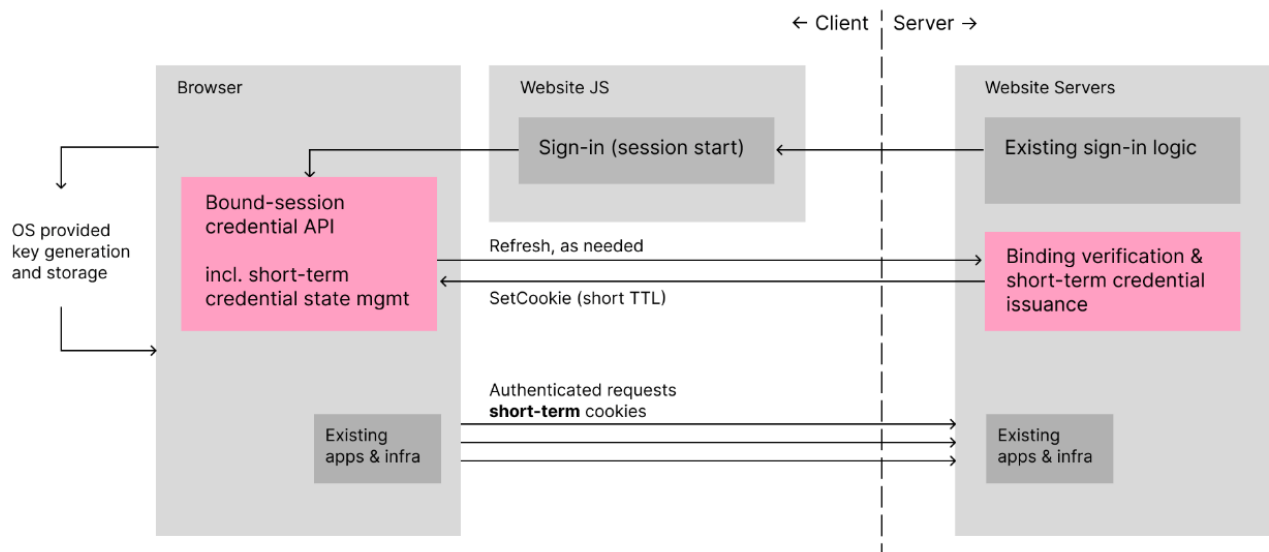 ← Client
Server →
Browser
Website JS
Website Servers
Sign-in (session start)
Existing sign-in logic
Bound-session
credential API
incl. short-term
credential state mgmt
OS provided
key generation
and storage
Refresh, as needed
SetCookie (short TTL)
Binding verification &
short-term credential
issuance
Authenticated requests
short-term cookies
Existing
apps & infra
Existing
apps & infra